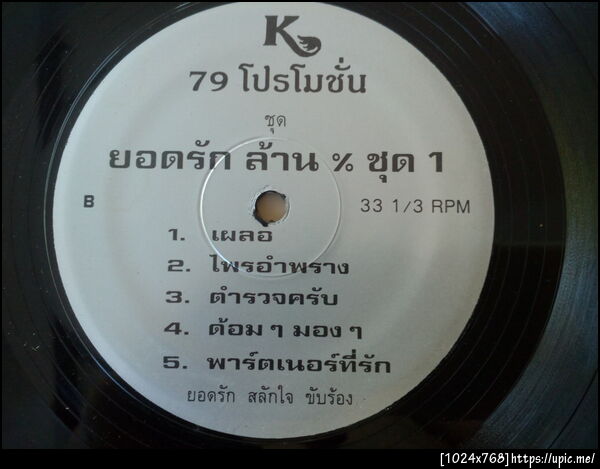 K
79 โปรโมชั่น
ชุด
ยอดรัก ล้าน % ชุด 1
B
33 1/3 RPM
1. เผลอ
2. ไพรอำพราง
3. ตำรวจครับ
4. ด้อม ๆ มอง ๆ
5. พาร์ตเนอร์ที่รัก
ยอดรัก สลักใจ ขับร้อง
[1024x768]https://upic.me/